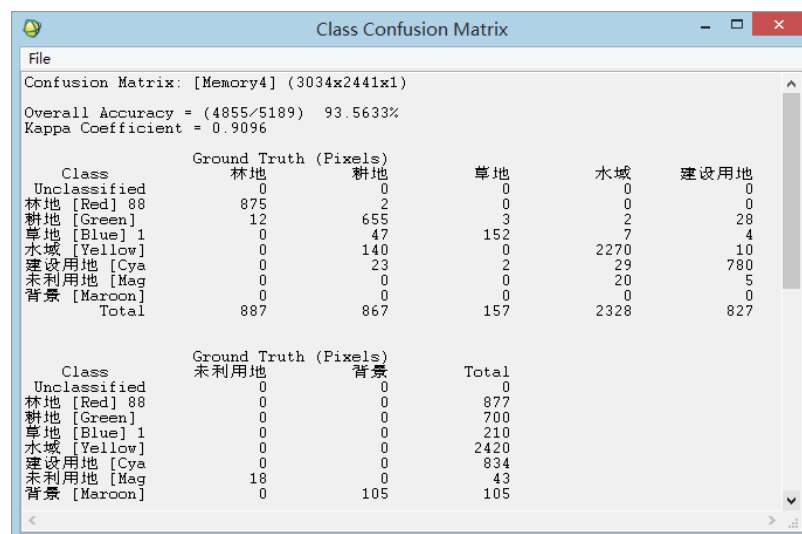 Class Confusion Matrix
File
Confusion Matrix: [Memory4] (3034x2441x1)
Overall Accuracy = (4855/5189) 93.5633%
Kappa Coefficient = 0.9096
Ground Truth (Pixels)
Class 林地 耕地 草地 水域 建设用地
Unclassified 0 0 0 0 0
林地 [Red] 88 875 2 0 0 0
耕地 [Green] 12 655 3 2 28
草地 [Blue] 1 0 47 152 7 4
水域 [Yellow] 0 140 0 2270 10
建设用地 [Cya 0 23 2 29 780
未利用地 [Mag 0 0 0 20 5
背景 [Maroon] 0 0 0 0 0
Total 887 867 157 2328 827
Ground Truth (Pixels)
Class 未利用地 背景 Total
Unclassified 0 0 0
林地 [Red] 88 0 0 877
耕地 [Green] 0 0 700
草地 [Blue] 1 0 0 210
水域 [Yellow] 0 0 2420
建设用地 [Cya 0 0 834
未利用地 [Mag 18 0 43
背景 [Maroon] 0 105 105